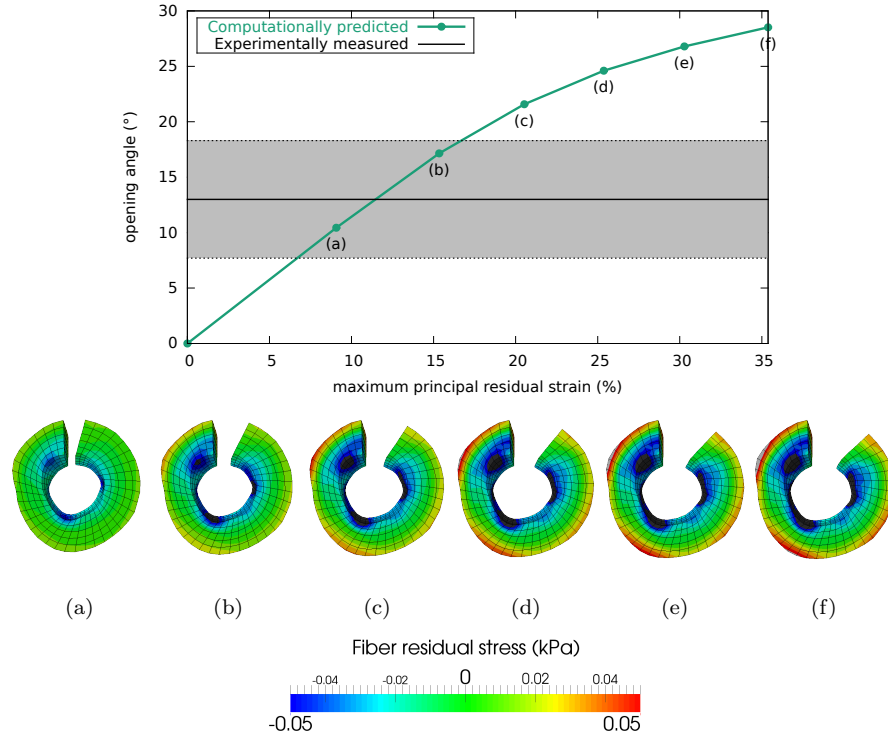 30
25
20
15
10
5
0
opening angle (°)
Computationally predicted
Experimentally measured
(a)
(b)
(c)
(d)
(e)
(f)
0 5 10 15 20 25 30 35
maximum principal residual strain (%)
(a) (b) (c) (d) (e) (f)
Fiber residual stress (kPa)
-0.04 -0.02 0 0.02 0.04
-0.05 0.05